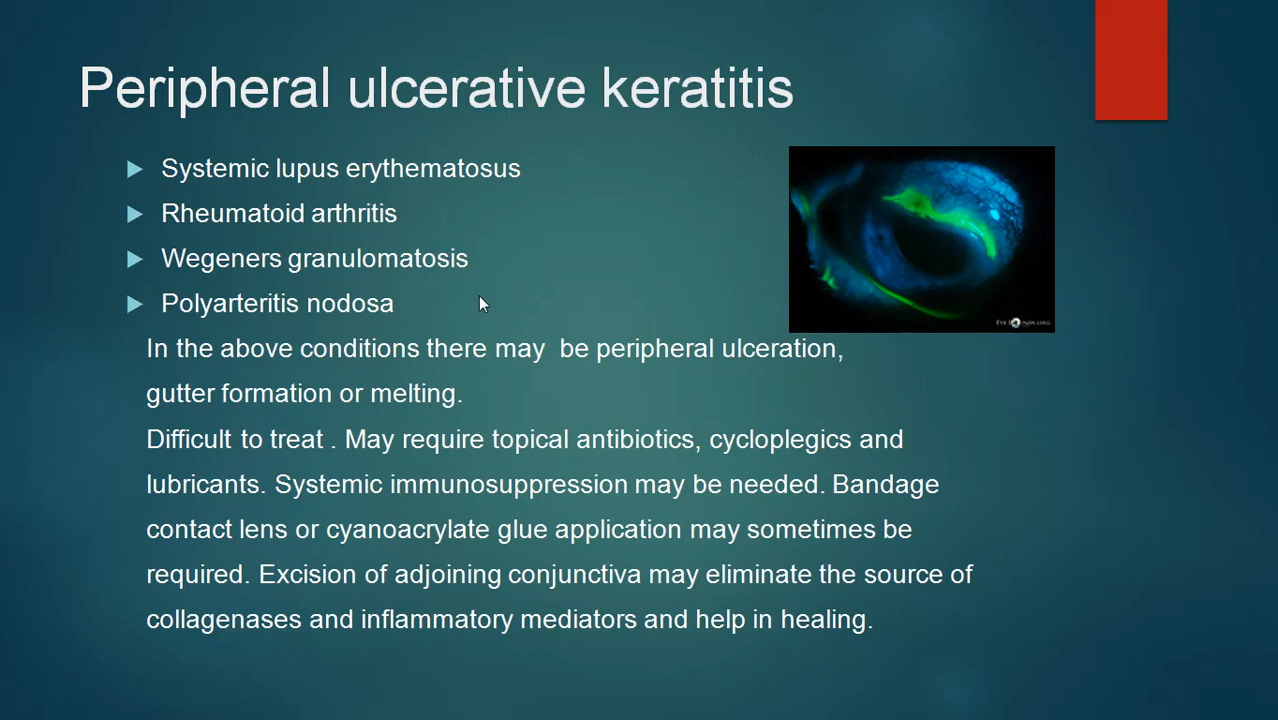 Peripheral ulcerative keratitis
Systemic lupus erythematosus
Rheumatoid arthritis
Wegeners granulomatosis
Polyarteritis nodosa
In the above conditions there may  be peripheral ulceration,
gutter formation or melting.
Difficult to treat . May require topical antibiotics, cycloplegics and
lubricants. Systemic immunosuppression may be needed. Bandage
contact lens or cyanoacrylate glue application may sometimes be
required. Excision of adjoining conjunctiva may eliminate the source of
collagenases and inflammatory mediators and help in healing.